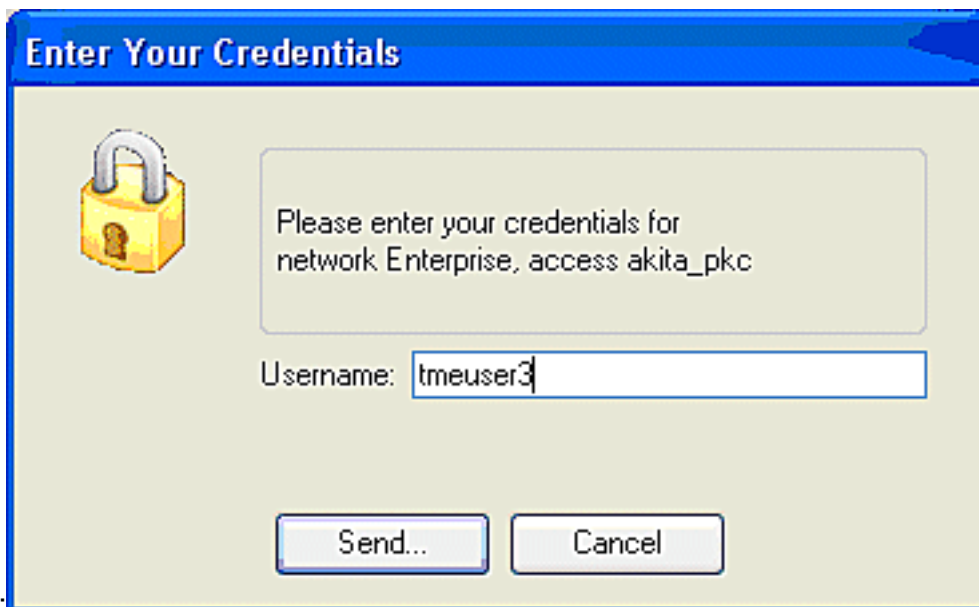 Enter Your Credentials
Please enter your credentials for
network Enterprise, access akita_pkc
Username: tmeuser3
Send... Cancel
.